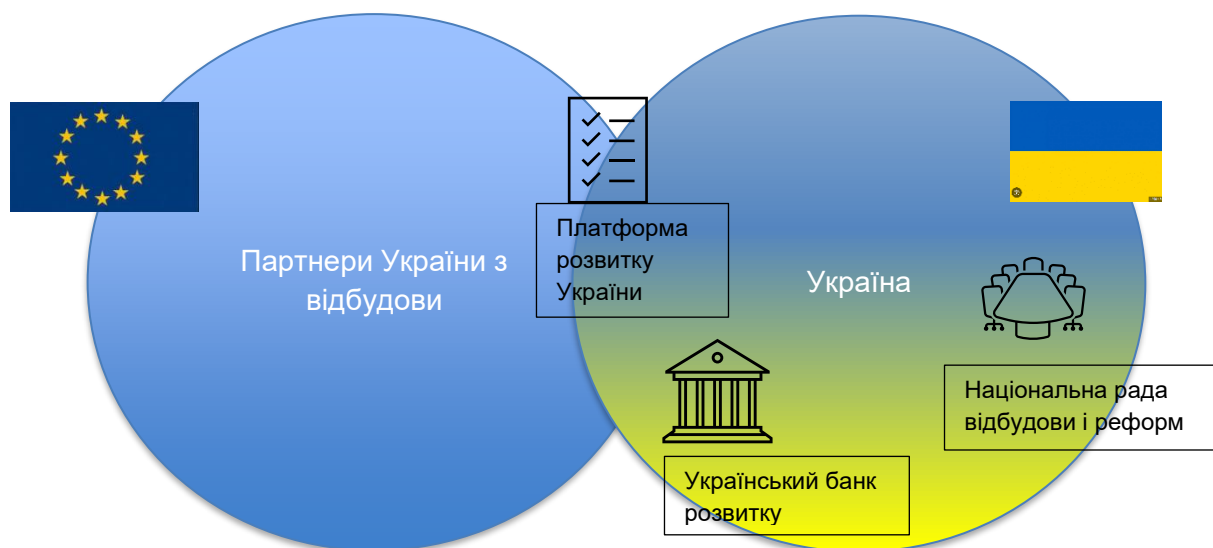 Партнери України з
відбудови
Платформа
розвитку
України
Україна
Національна рада
відбудови і реформ
Український банк
розвитку